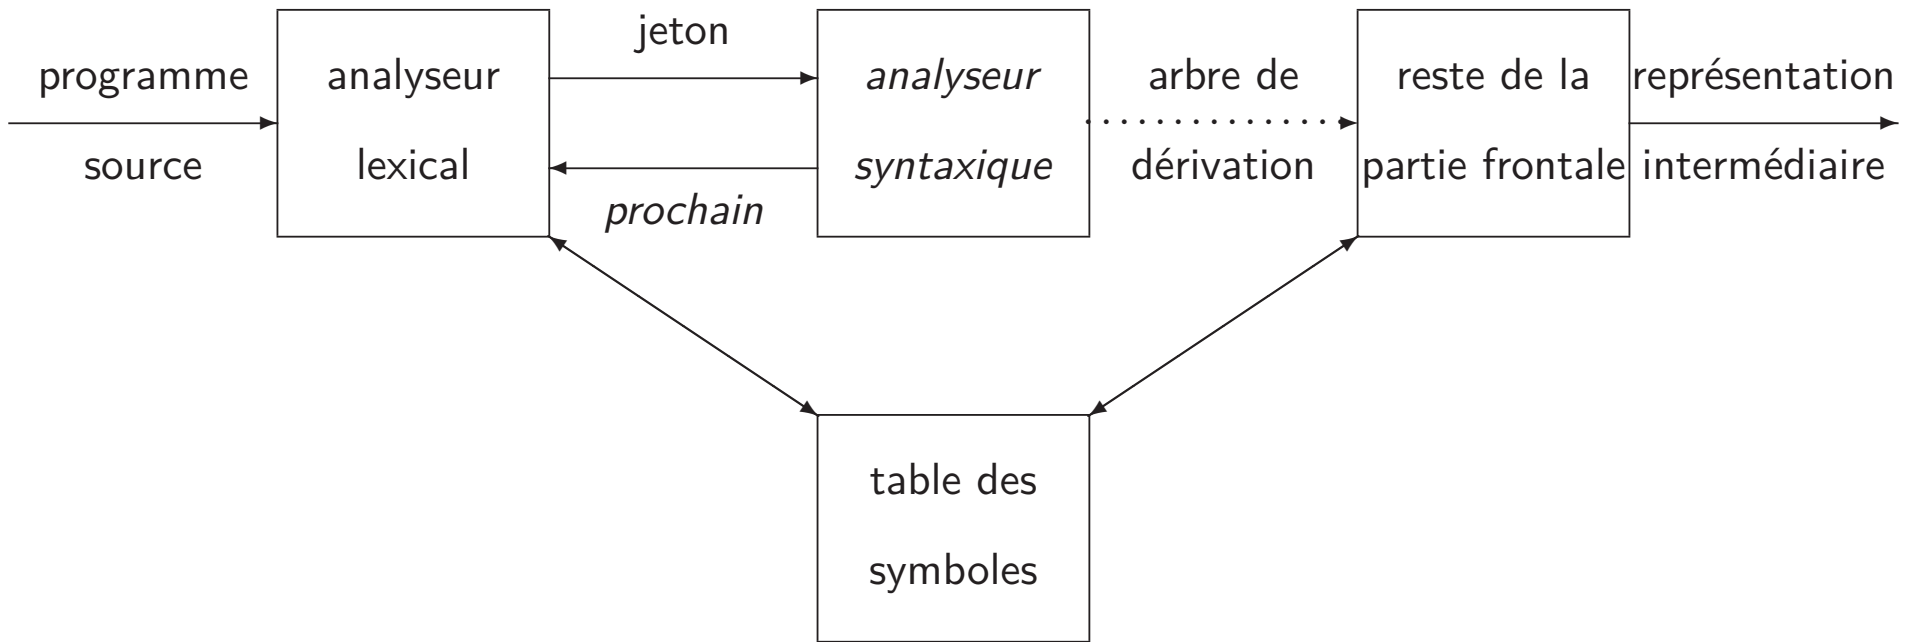 programme
source
analyseur
lexical
jeton
prochain
analyseur
syntaxique
arbre de
dérivation
reste de la
partie frontale
représentation
intermédiaire
table des
symboles